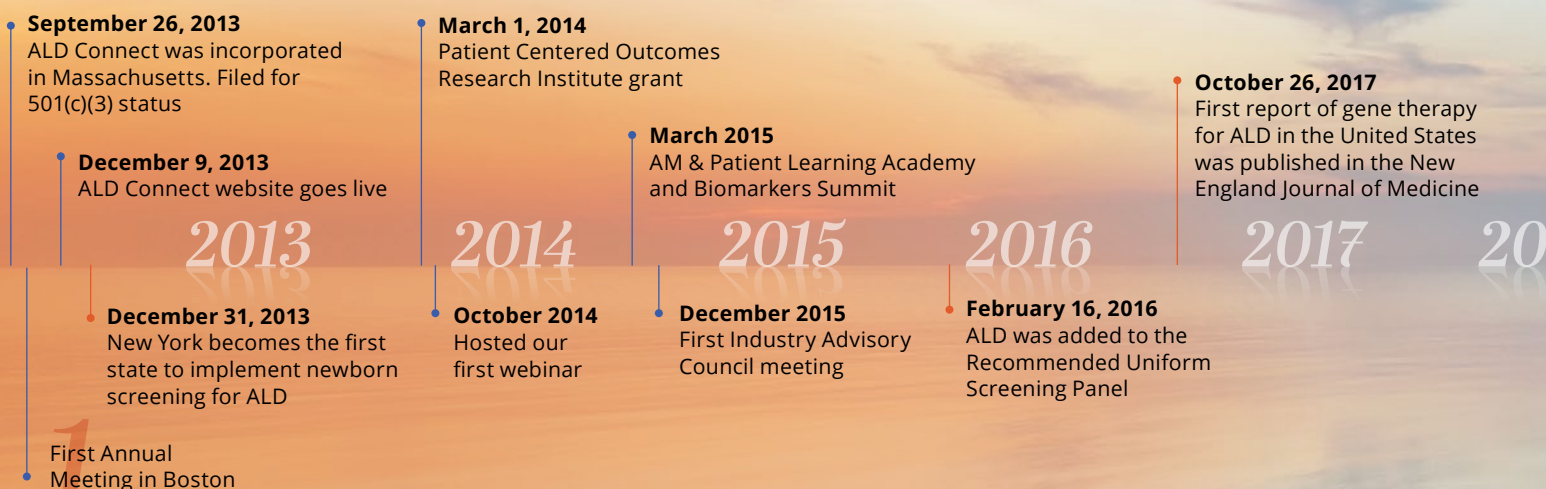 September 26, 2013
ALD Connect was incorporated
in Massachusetts. Filed for
501(c)(3) status
December 9, 2013
ALD Connect website goes live
March 1, 2014
Patient Centered Outcomes
Research Institute grant
March 2015
AM & Patient Learning Academy
and Biomarkers Summit
October 26, 2017
First report of gene therapy
for ALD in the United States
was published in the New
England Journal of Medicine
2013
2014
2015
2016
2017
20
December 31, 2013
New York becomes the first
state to implement newborn
screening for ALD
October 2014
Hosted our
first webinar
December 2015
First Industry Advisory
Council meeting
February 16, 2016
ALD was added to the
Recommended Uniform
Screening Panel
1
First Annual
Meeting in Boston